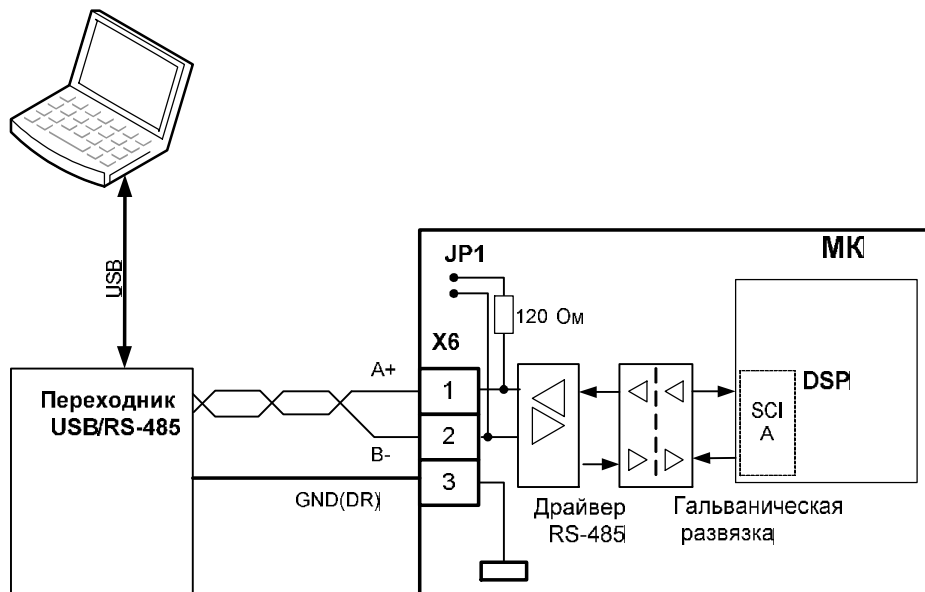 USB
МК
JP1
120 Ом
X6
A+
1
Переходник
USB/RS-485
DSP
SCI
A
2
B-
3
GND(DR)
Драйвер
RS-485
Гальваническая
развязка